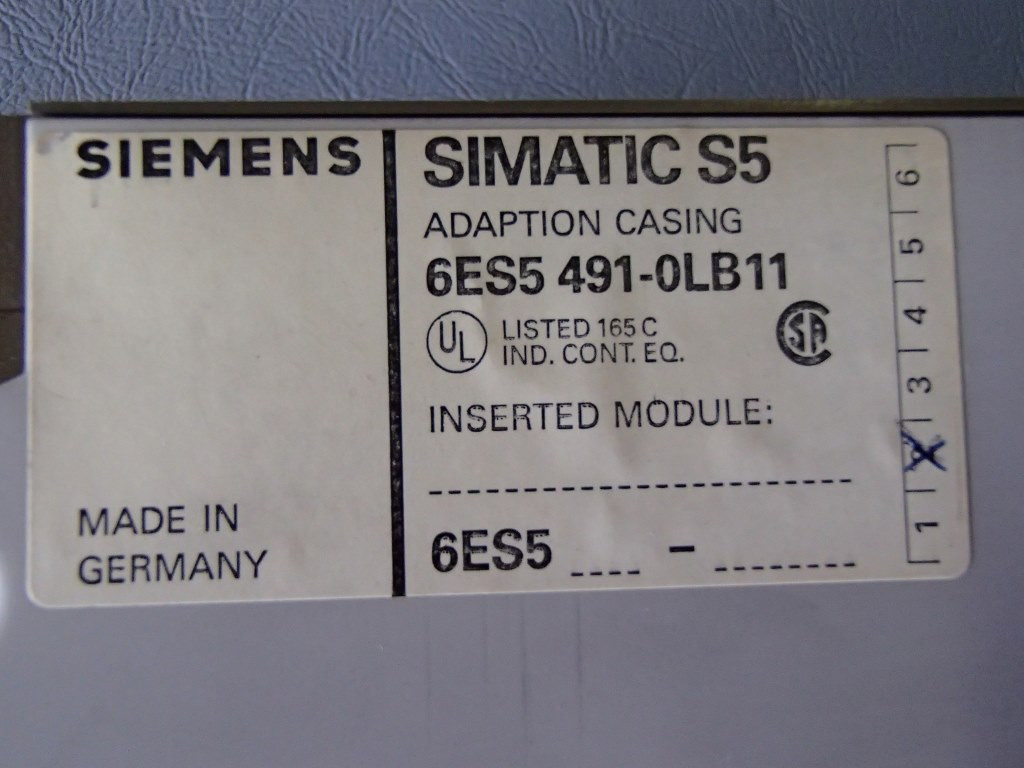 SIEMENS
MADE IN
GERMANY
SIMATIC S5
ADAPTION CASING
6ES5 491-0LB11
UL LISTED 165 C
IND. CONT. EQ.
SA
INSERTED MODULE:
6ES5 ---- – --------
1 X 3 4 5 6